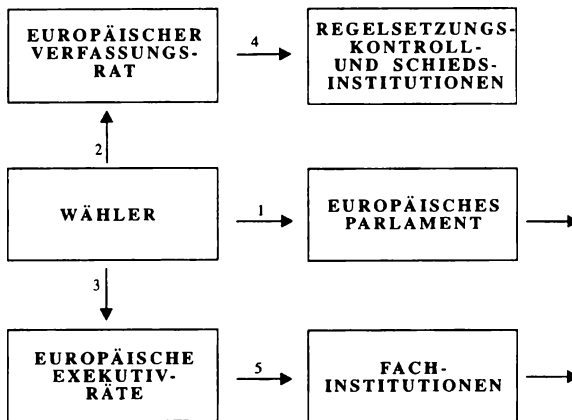 EUROPÄISCHER
VERFASSUNGS-
RAT
4
REGELSETZUNGS-
KONTROLL-
UND SCHIEDS-
INSTITUTIONEN
2
WÄHLER
1
EUROPÄISCHES
PARLAMENT
3
EUROPÄISCHE
EXEKUTIV-
RÄTE
5
FACH-
INSTITUTIONEN